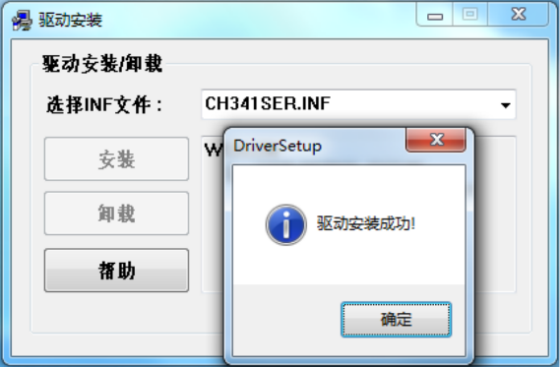 驱动安装
驱动安装/卸载
选择INF文件：
CH341SER.INF
安装
W
卸载
帮助
DriverSetup
驱动安装成功!
确定